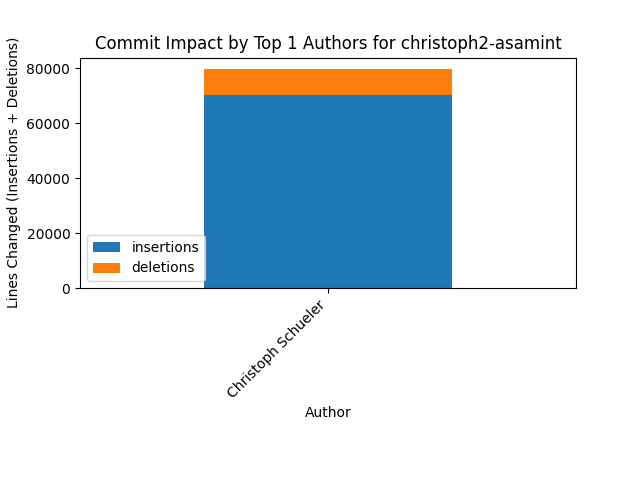 Commit Impact by Top 1 Authors for christoph2-asamint
Lines Changed (Insertions + Deletions)
80000
60000
40000
20000
0
insertions
deletions
Christoph Schueler
Author